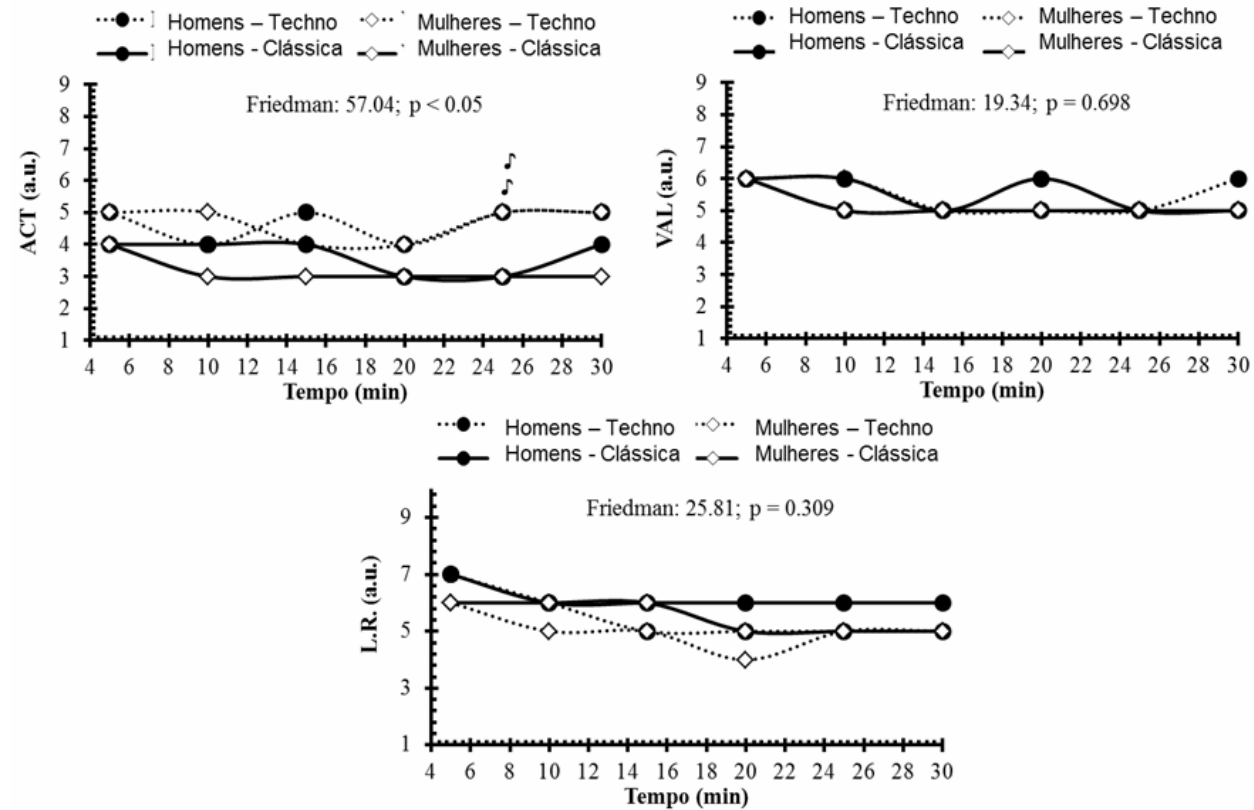 Homens – Techno
Mulheres – Techno
Homens - Clássica
Mulheres - Clássica
Friedman: 57.04; p < 0.05
ACT (a.u.)
9
8
7
6
5
4
3
2
1
4 6 8 10 12 14 16 18 20 22 24 26 28 30
Tempo (min)
Homens – Techno
Mulheres – Techno
Homens - Clássica
Mulheres - Clássica
Friedman: 19.34; p = 0.698
VAL (a.u.)
9
8
7
6
5
4
3
2
1
4 6 8 10 12 14 16 18 20 22 24 26 28 30
Tempo (min)
Homens – Techno
Mulheres – Techno
Homens - Clássica
Mulheres - Clássica
Friedman: 25.81; p = 0.309
L.R. (a.u.)
9
7
5
3
1
4 6 8 10 12 14 16 18 20 22 24 26 28 30
Tempo (min)